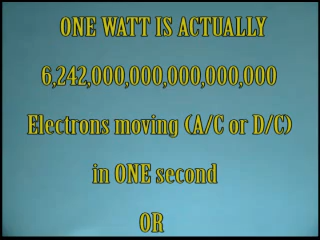 ONE WATT IS ACTUALLY
6,242,000,000,000,000,000
Electrons moving (A/C or D/C)
in ONE second
OR